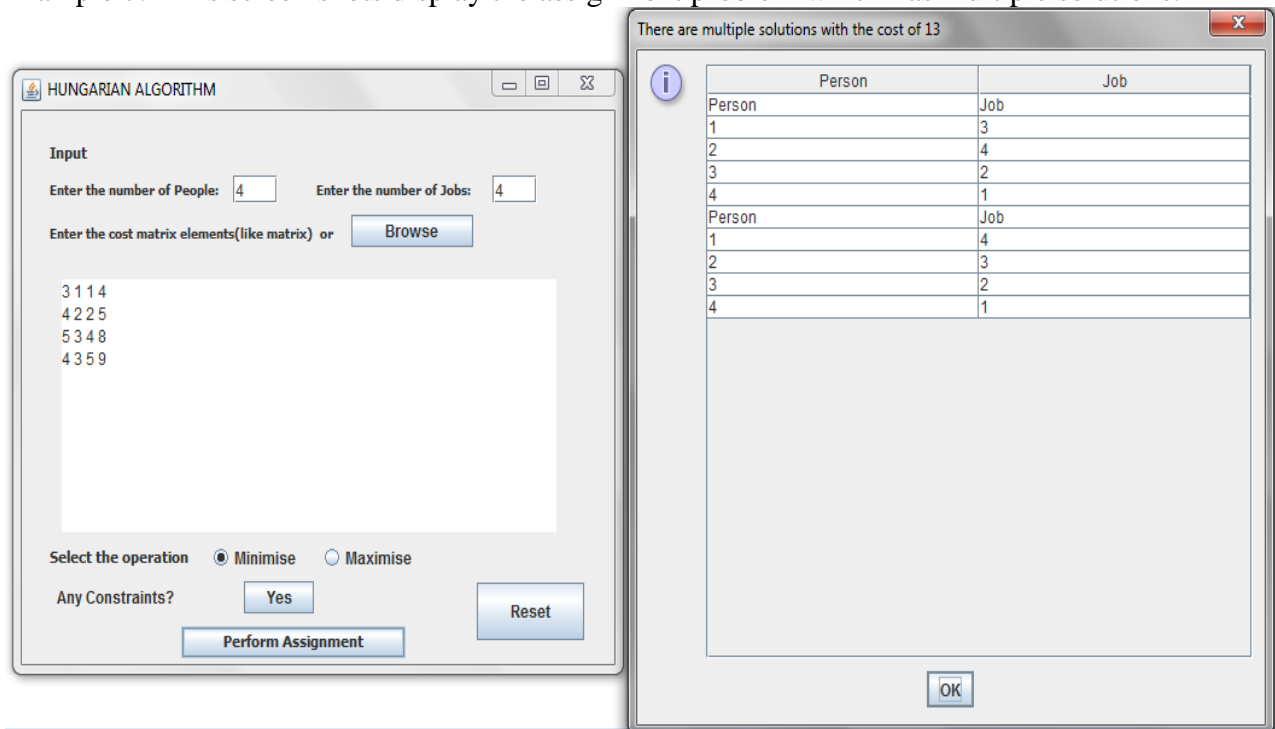 There are multiple solutions with the cost of 13
HUNGARIAN ALGORITHM
Input
Enter the number of People: 4 Enter the number of Jobs: 4
Enter the cost matrix elements(like matrix) or Browse
3 1 1 4
4 2 2 5
5 3 4 8
4 3 5 9
Select the operation Minimise Maximise
Any Constraints? Yes
Reset
Perform Assignment
Person Job
Person Job
1 3
2 4
3 2
4 1
Person Job
1 4
2 3
3 2
4 1
OK